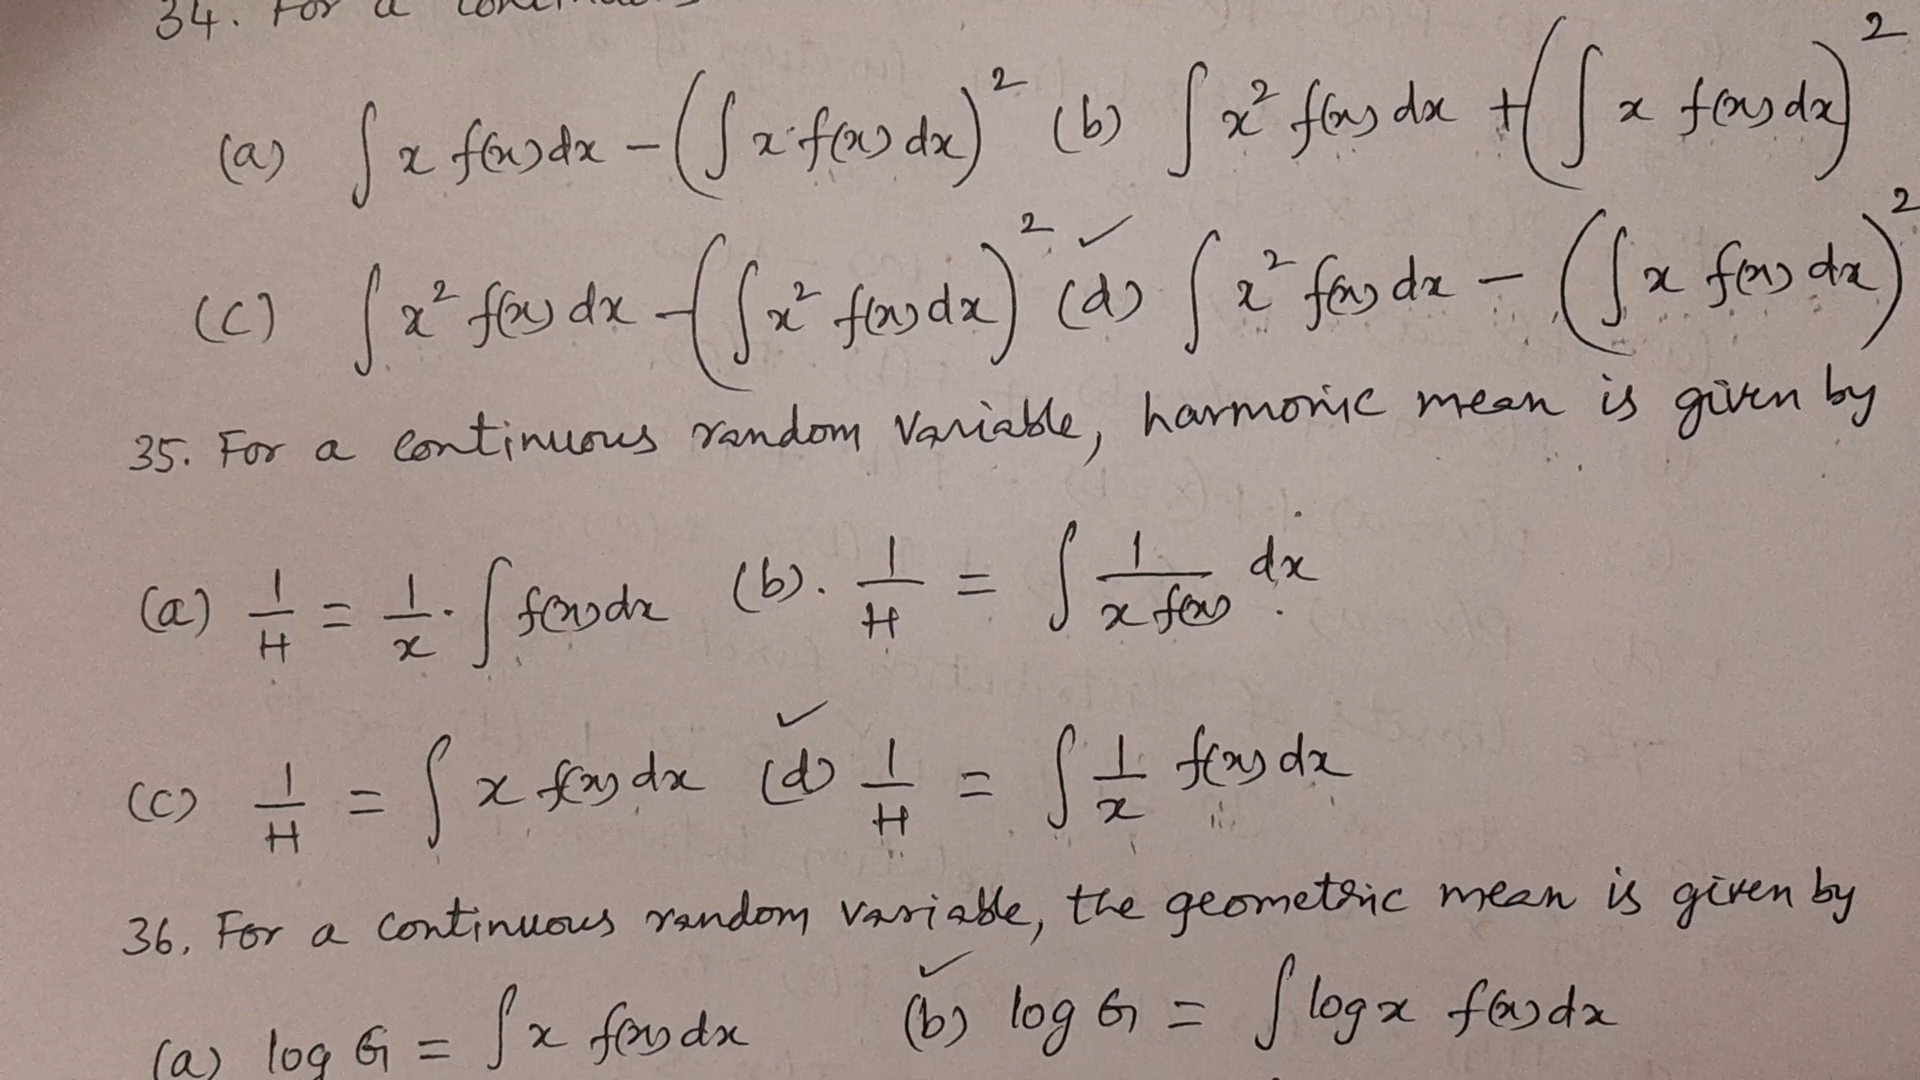 34. For a continuous
(a) ∫ x f(x) dx − (∫ x f(x) dx)² (b) ∫ x² f(x) dx + (∫ x f(x) dx)²
(c) ∫ x² f(x) dx − (∫ x² f(x) dx)² ✓(d) ∫ x² f(x) dx − (∫ x f(x) dx)²
35. For a continuous random variable, harmonic mean is given by
(a) 1/H = 1/x · ∫ f(x) dx (b). 1/H = ∫ 1/(x f(x)) dx
(c) 1/H = ∫ x f(x) dx ✓(d) 1/H = ∫ 1/x f(x) dx
36. For a continuous random variable, the geometric mean is given by
(a) log G = ∫ x f(x) dx ✓(b) log G = ∫ log x f(x) dx